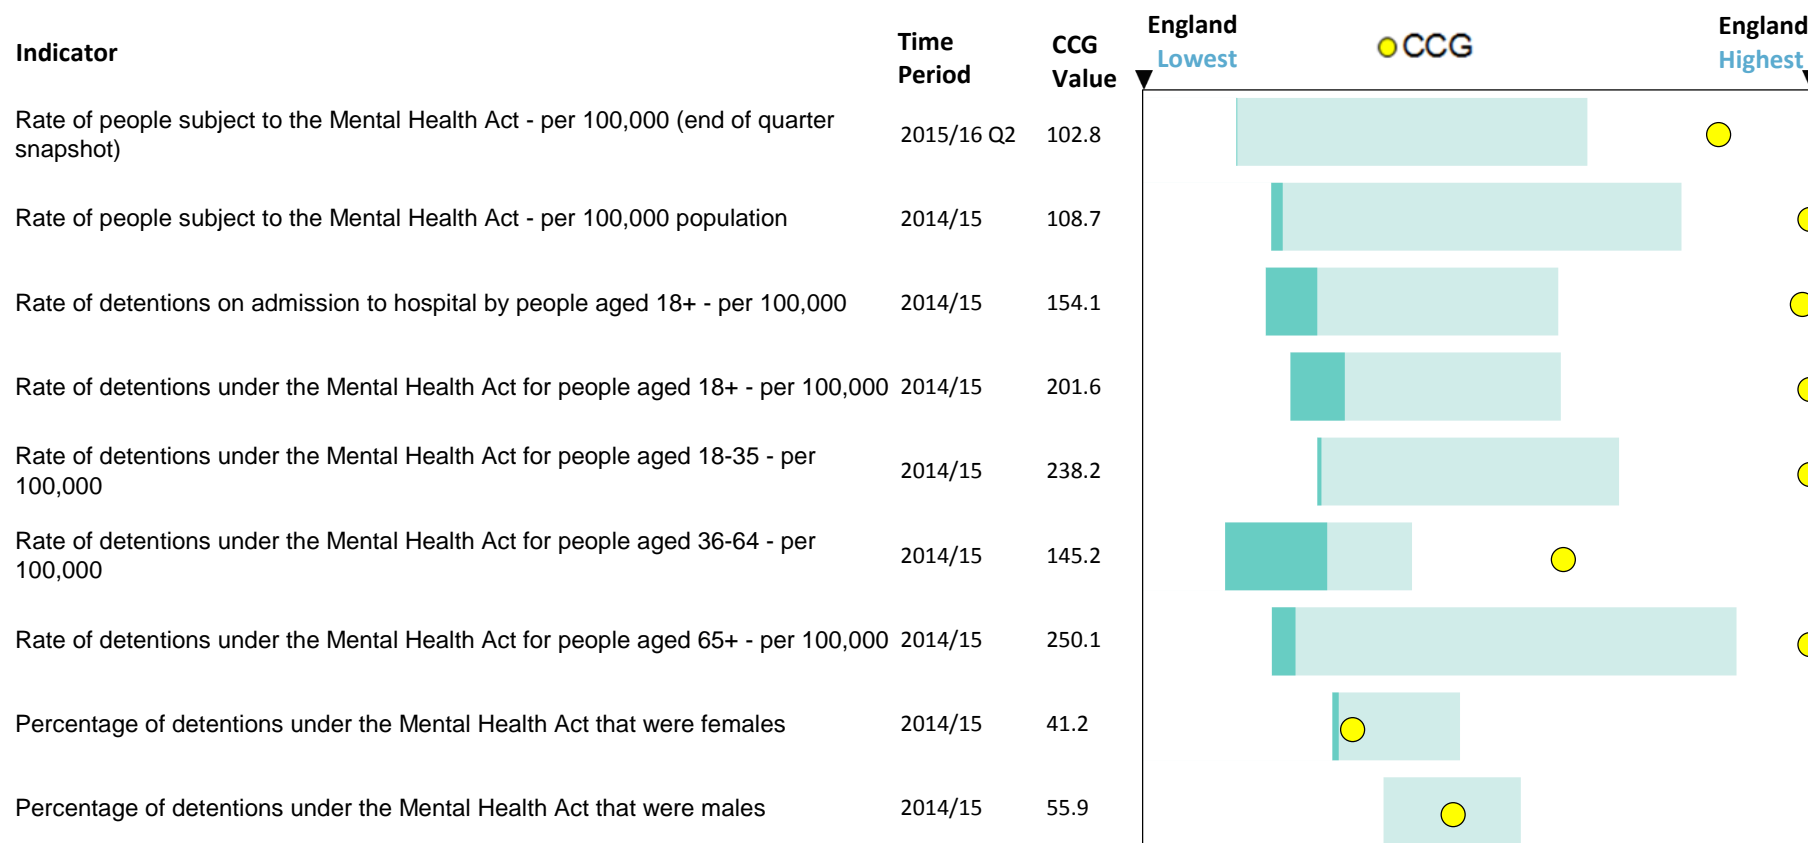 Indicator
Time Period
CCG Value
England Lowest
CCG
England Highest
Rate of people subject to the Mental Health Act - per 100,000 (end of quarter
snapshot)
2015/16 Q2
102.8
Rate of people subject to the Mental Health Act - per 100,000 population
2014/15
108.7
Rate of detentions on admission to hospital by people aged 18+ - per 100,000
2014/15
154.1
Rate of detentions under the Mental Health Act for people aged 18+ - per 100,000
2014/15
201.6
Rate of detentions under the Mental Health Act for people aged 18-35 - per
100,000
2014/15
238.2
Rate of detentions under the Mental Health Act for people aged 36-64 - per
100,000
2014/15
145.2
Rate of detentions under the Mental Health Act for people aged 65+ - per 100,000
2014/15
250.1
Percentage of detentions under the Mental Health Act that were females
2014/15
41.2
Percentage of detentions under the Mental Health Act that were males
2014/15
55.9